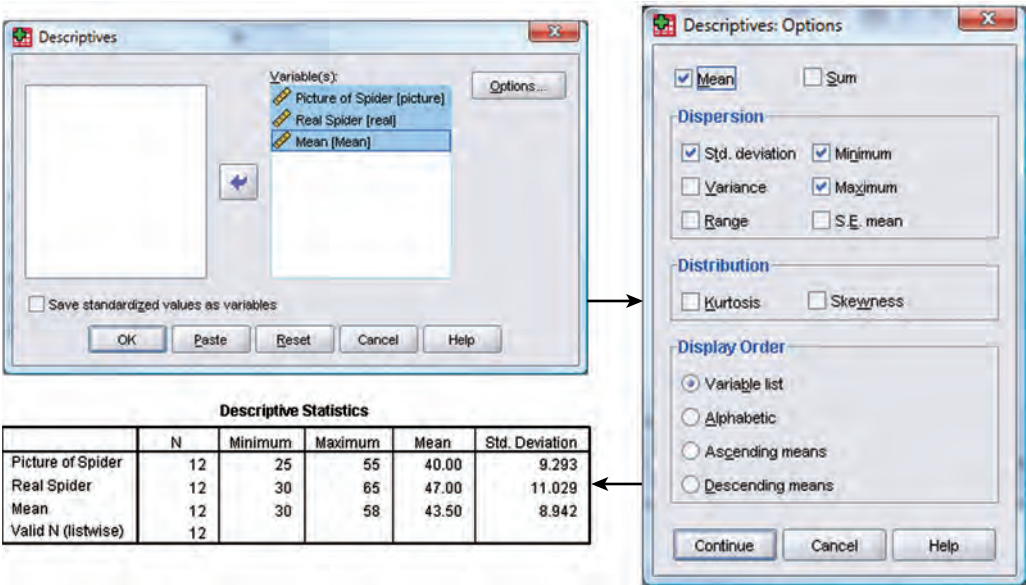 Descriptives
Variable(s):
Picture of Spider [picture]
Real Spider [real]
Mean [Mean]
Options...
Save standardized values as variables
OK Paste Reset Cancel Help
Descriptives: Options
Mean Sum
Dispersion
Std. deviation Minimum
Variance Maximum
Range S.E. mean
Distribution
Kurtosis Skewness
Display Order
Variable list
Alphabetic
Ascending means
Descending means
Continue Cancel Help
Descriptive Statistics
N Minimum Maximum Mean Std. Deviation
Picture of Spider 12 25 55 40.00 9.293
Real Spider 12 30 65 47.00 11.029
Mean 12 30 58 43.50 8.942
Valid N (listwise) 12